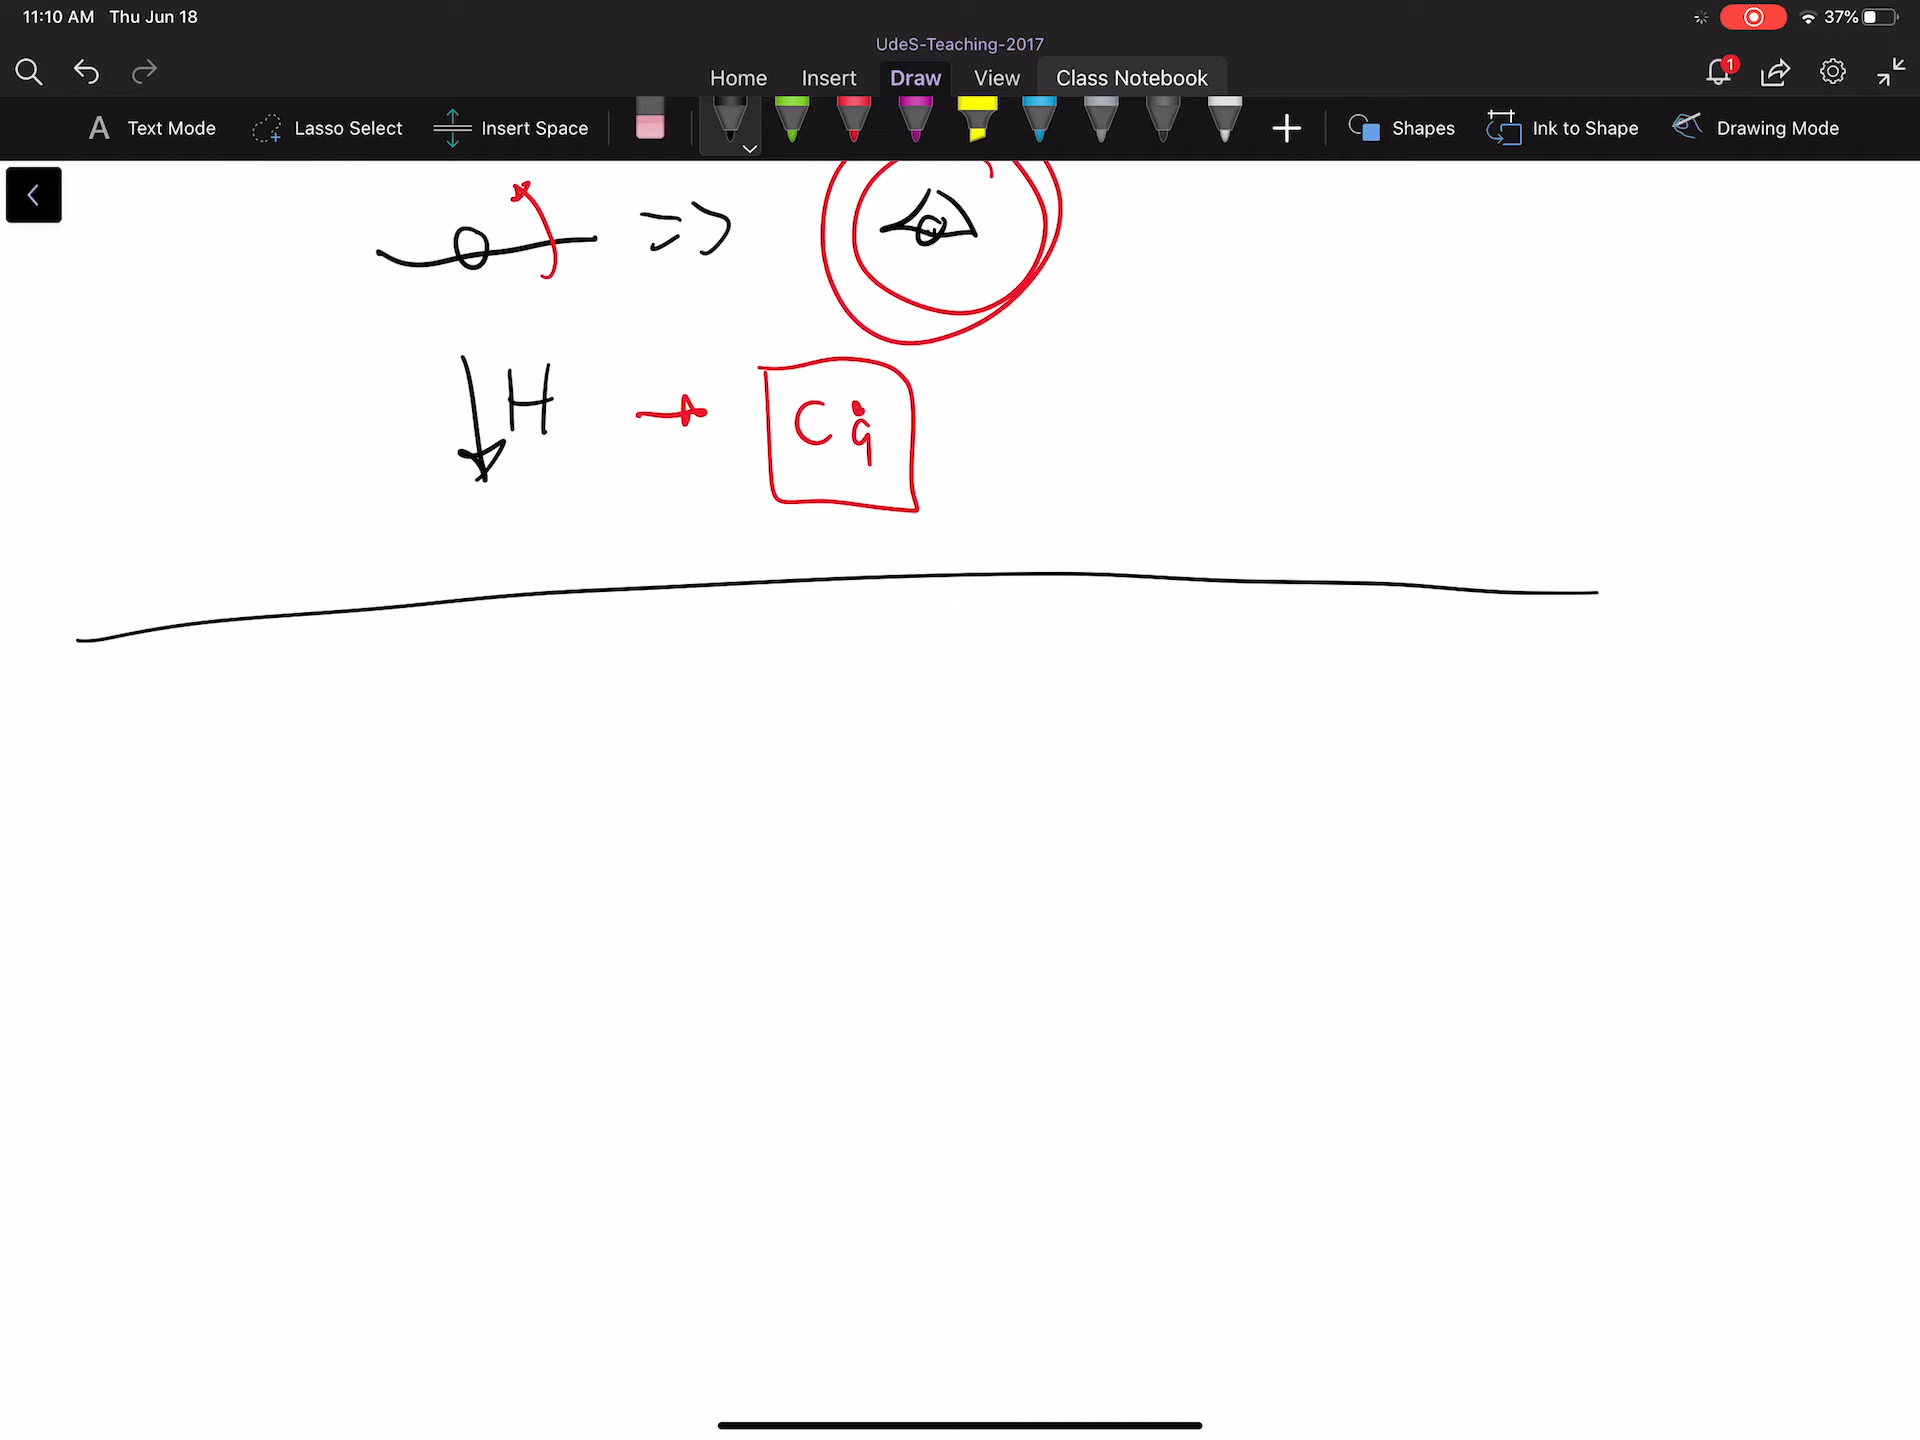 11:10 AM Thu Jun 18
37%
UdeS-Teaching-2017
Home Insert Draw View Class Notebook
1
A Text Mode Lasso Select Insert Space Shapes Ink to Shape Drawing Mode
=>
↓ H → C q̇